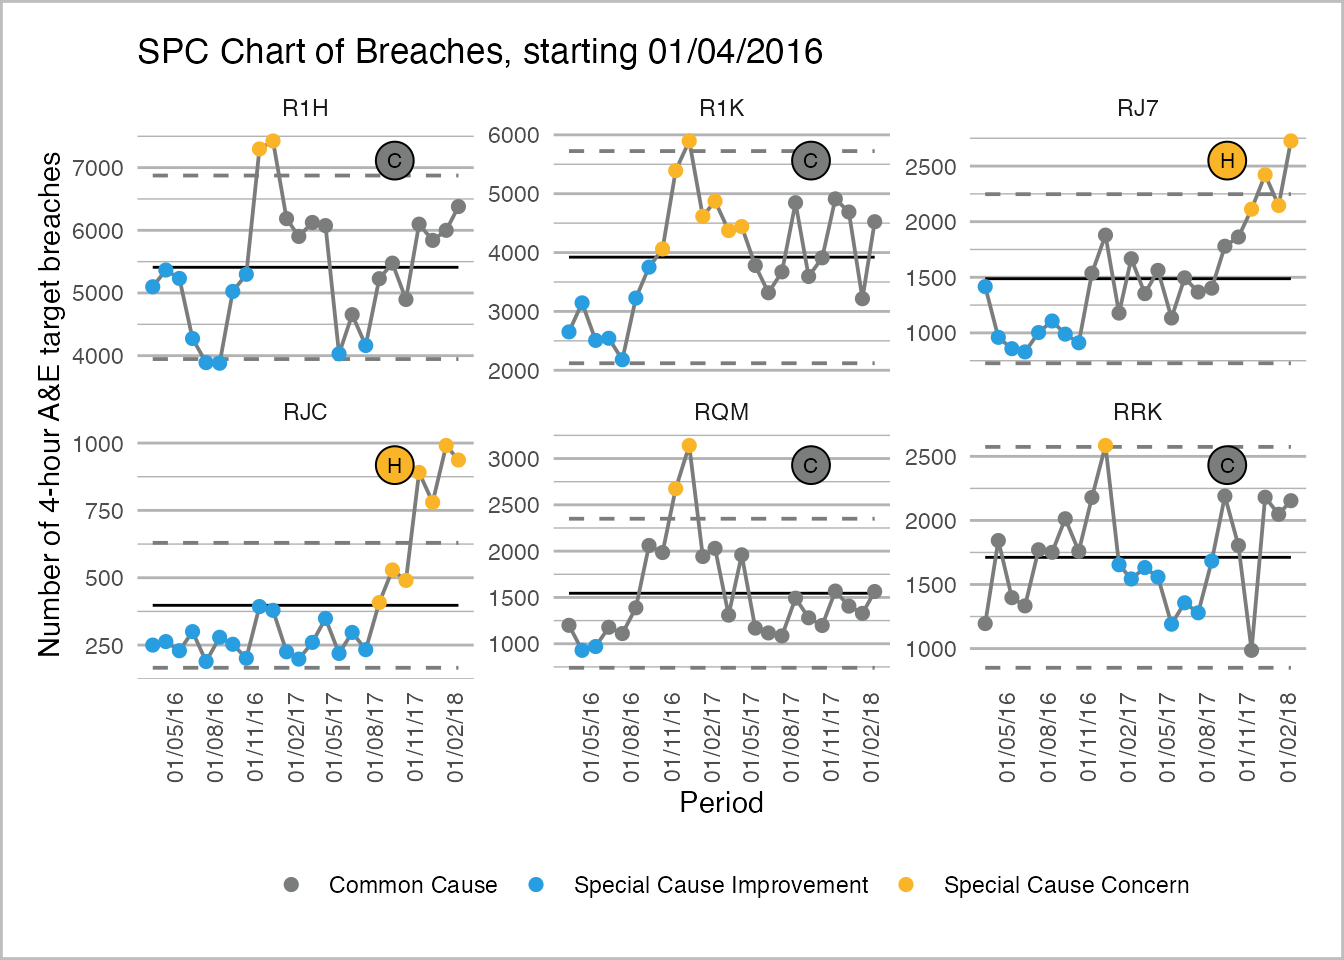 SPC Chart of Breaches, starting 01/04/2016
Number of 4-hour A&E target breaches
R1H
7000
6000
5000
4000
C
R1K
6000
5000
4000
3000
2000
C
RJ7
2500
2000
1500
1000
H
RJC
1000
750
500
250
H
RQM
3000
2500
2000
1500
1000
C
RRK
2500
2000
1500
1000
C
01/05/16
01/08/16
01/11/16
01/02/17
01/05/17
01/08/17
01/11/17
01/02/18
01/05/16
01/08/16
01/11/16
01/02/17
01/05/17
01/08/17
01/11/17
01/02/18
01/05/16
01/08/16
01/11/16
01/02/17
01/05/17
01/08/17
01/11/17
01/02/18
Period
Common Cause
Special Cause Improvement
Special Cause Concern